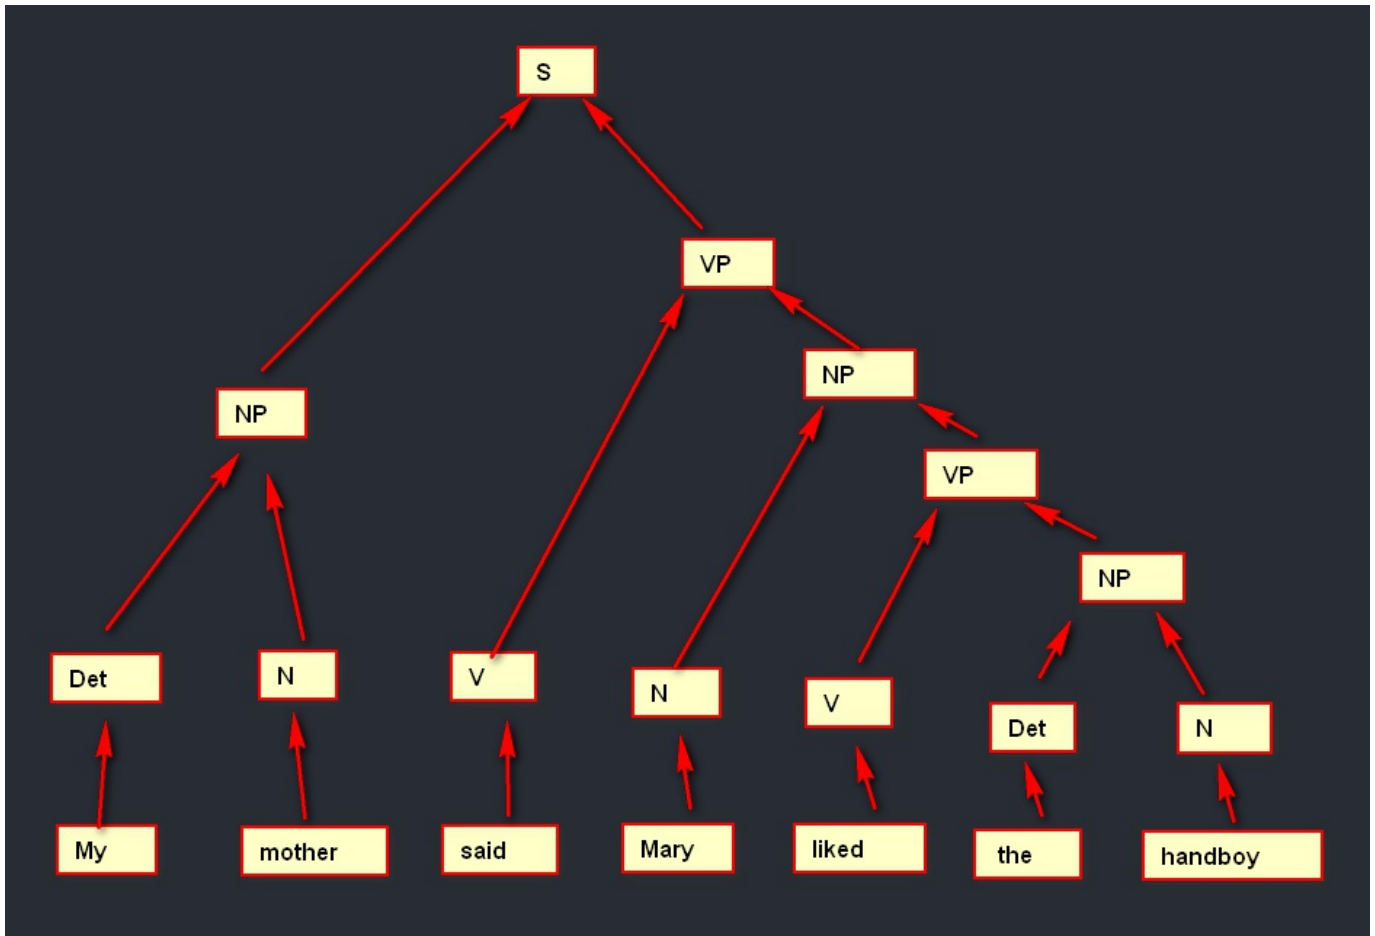 S
VP
NP
NP
VP
NP
Det
N
V
N
V
Det
N
My
mother
said
Mary
liked
the
handboy